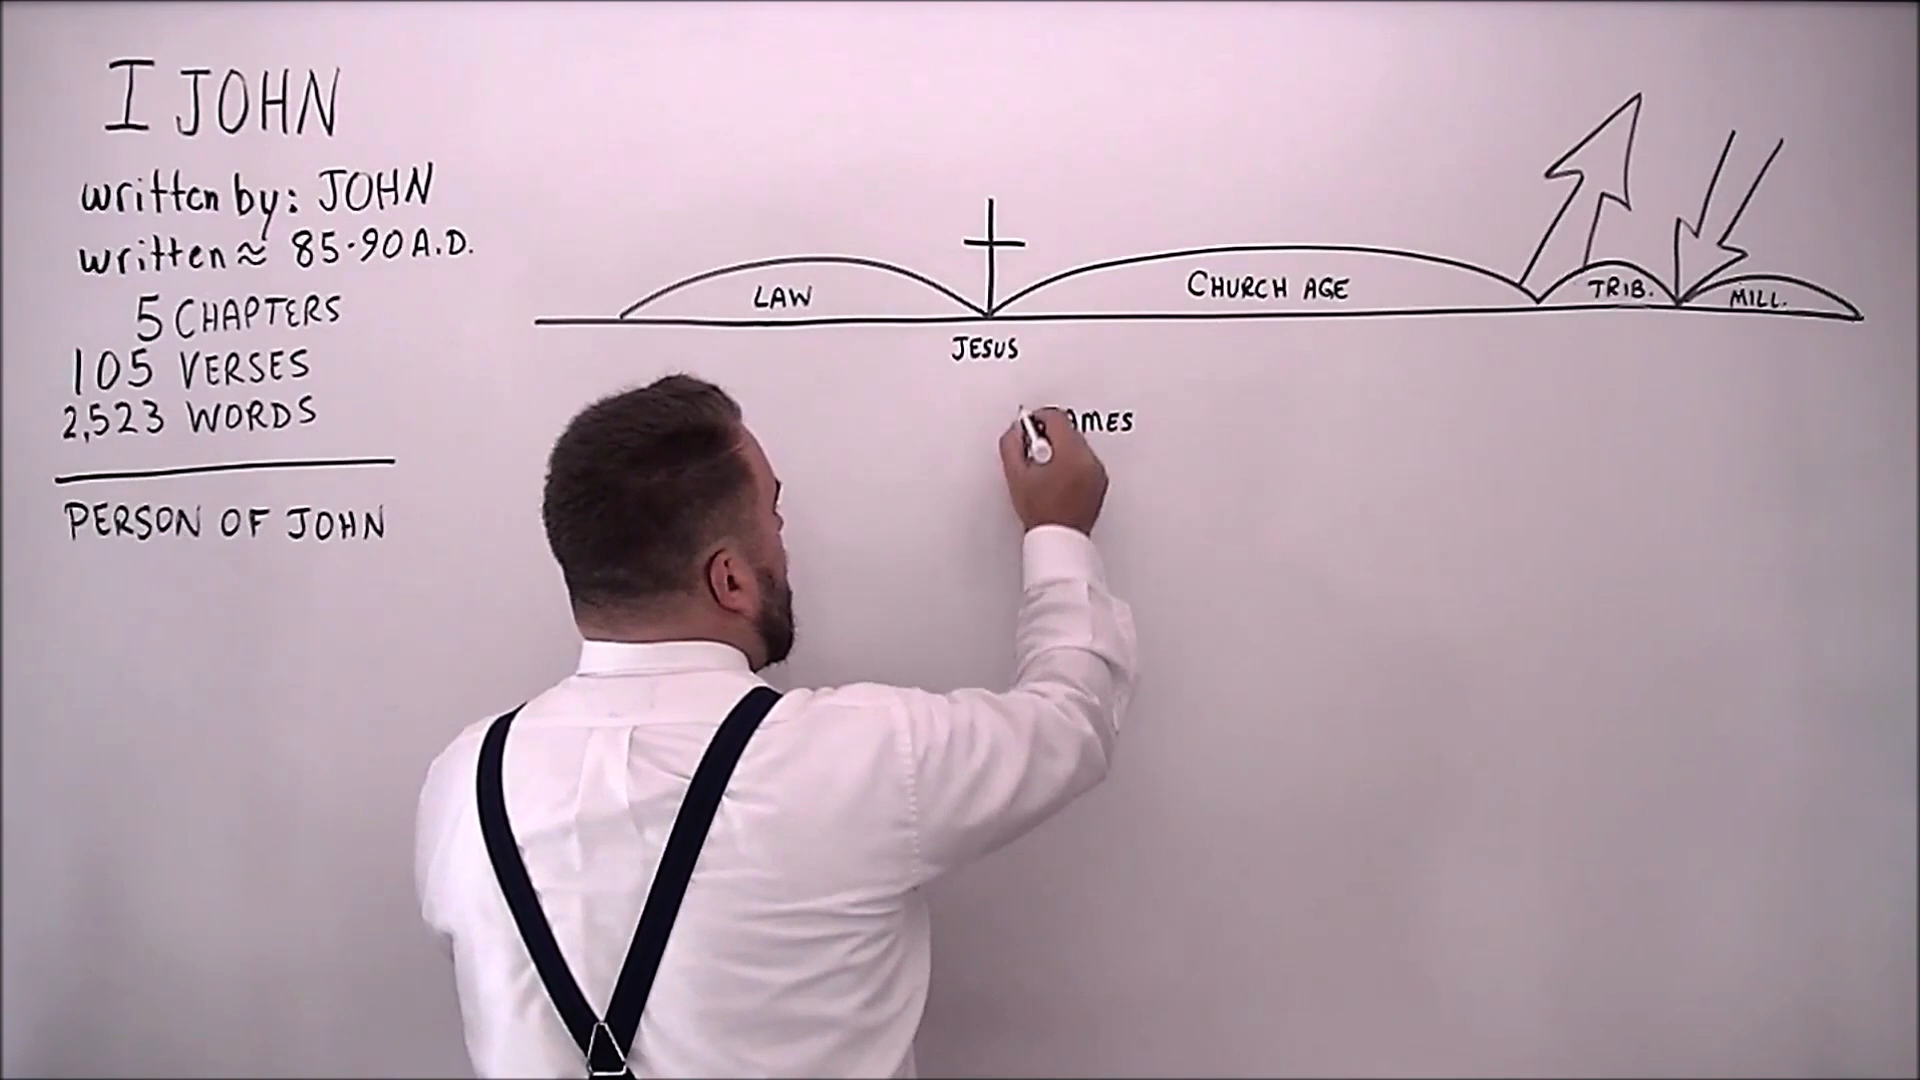 I JOHN
written by: JOHN
written ≈ 85-90 A.D.
5 CHAPTERS
105 VERSES
2,523 WORDS
PERSON OF JOHN
LAW
CHURCH AGE
TRIB.
MILL.
JESUS